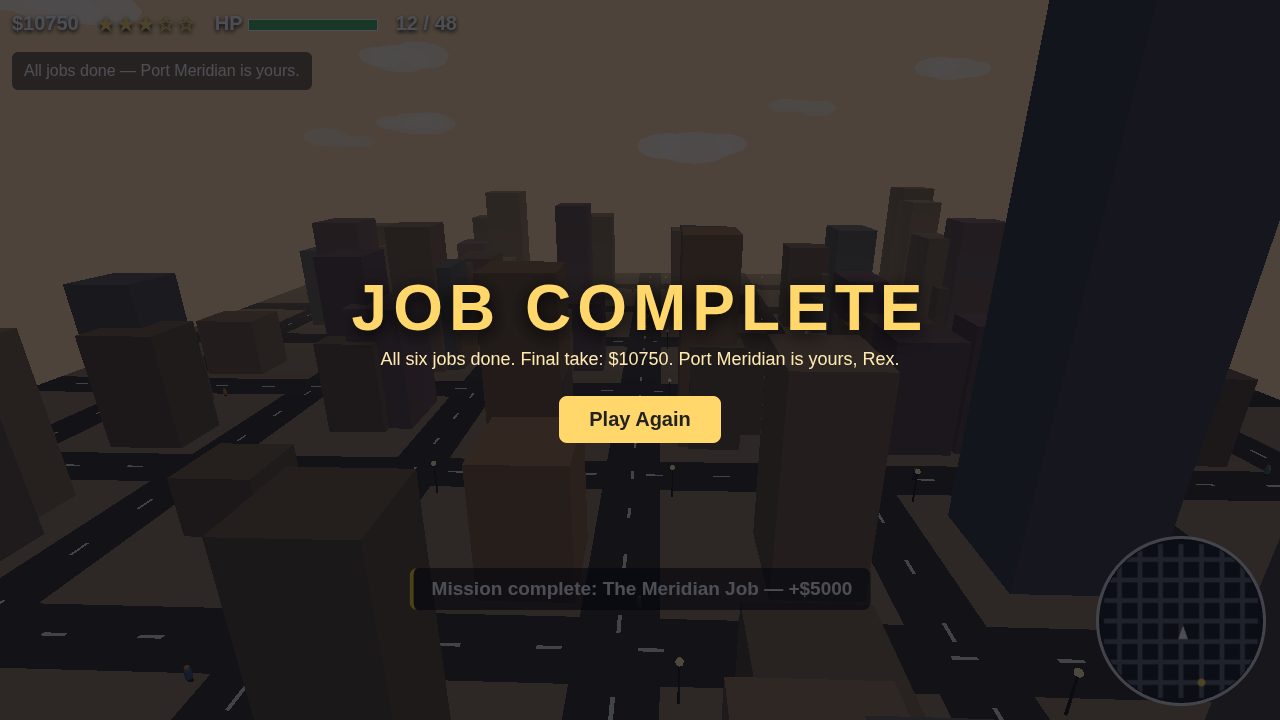 $10750 ★★★☆☆ HP 12 / 48
All jobs done — Port Meridian is yours.
JOB COMPLETE
All six jobs done. Final take: $10750. Port Meridian is yours, Rex.
Play Again
Mission complete: The Meridian Job — +$5000